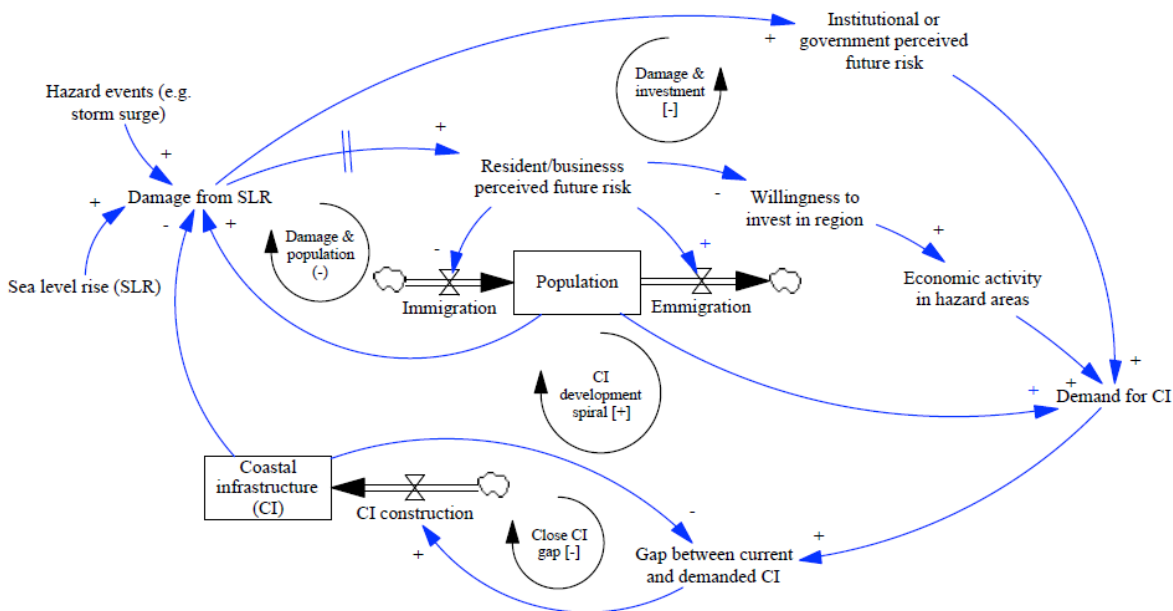 Institutional or
government perceived
future risk
+
Damage &
investment
[-]
Hazard events (e.g.
storm surge)
+
+
Resident/businesss
perceived future risk
-
Willingness to
invest in region
+
Damage from SLR
-
+
+
Sea level rise (SLR)
Damage &
population
(-)
-
+
Immigration
Population
Emmigration
+
Economic activity
in hazard areas
CI
development
spiral [+]
+
+
+
Demand for CI
Coastal
infrastructure
(CI)
CI construction
+
Close CI
gap [-]
-
+
Gap between current
and demanded CI